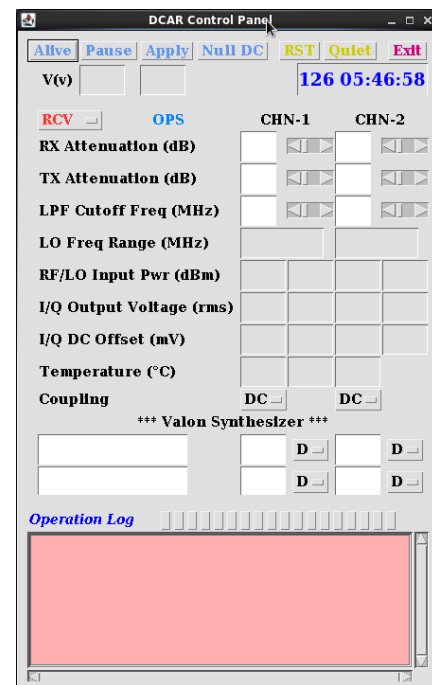 DCAR Control Panel
Alive Pause Apply Null DC RST Quiet Exit
V(v) 126 05:46:58
RCV OPS CHN-1 CHN-2
RX Attenuation (dB)
TX Attenuation (dB)
LPF Cutoff Freq (MHz)
LO Freq Range (MHz)
RF/LO Input Pwr (dBm)
I/Q Output Voltage (rms)
I/Q DC Offset (mV)
Temperature (°C)
Coupling DC DC
*** Valon Synthesizer ***
D D
D D
Operation Log